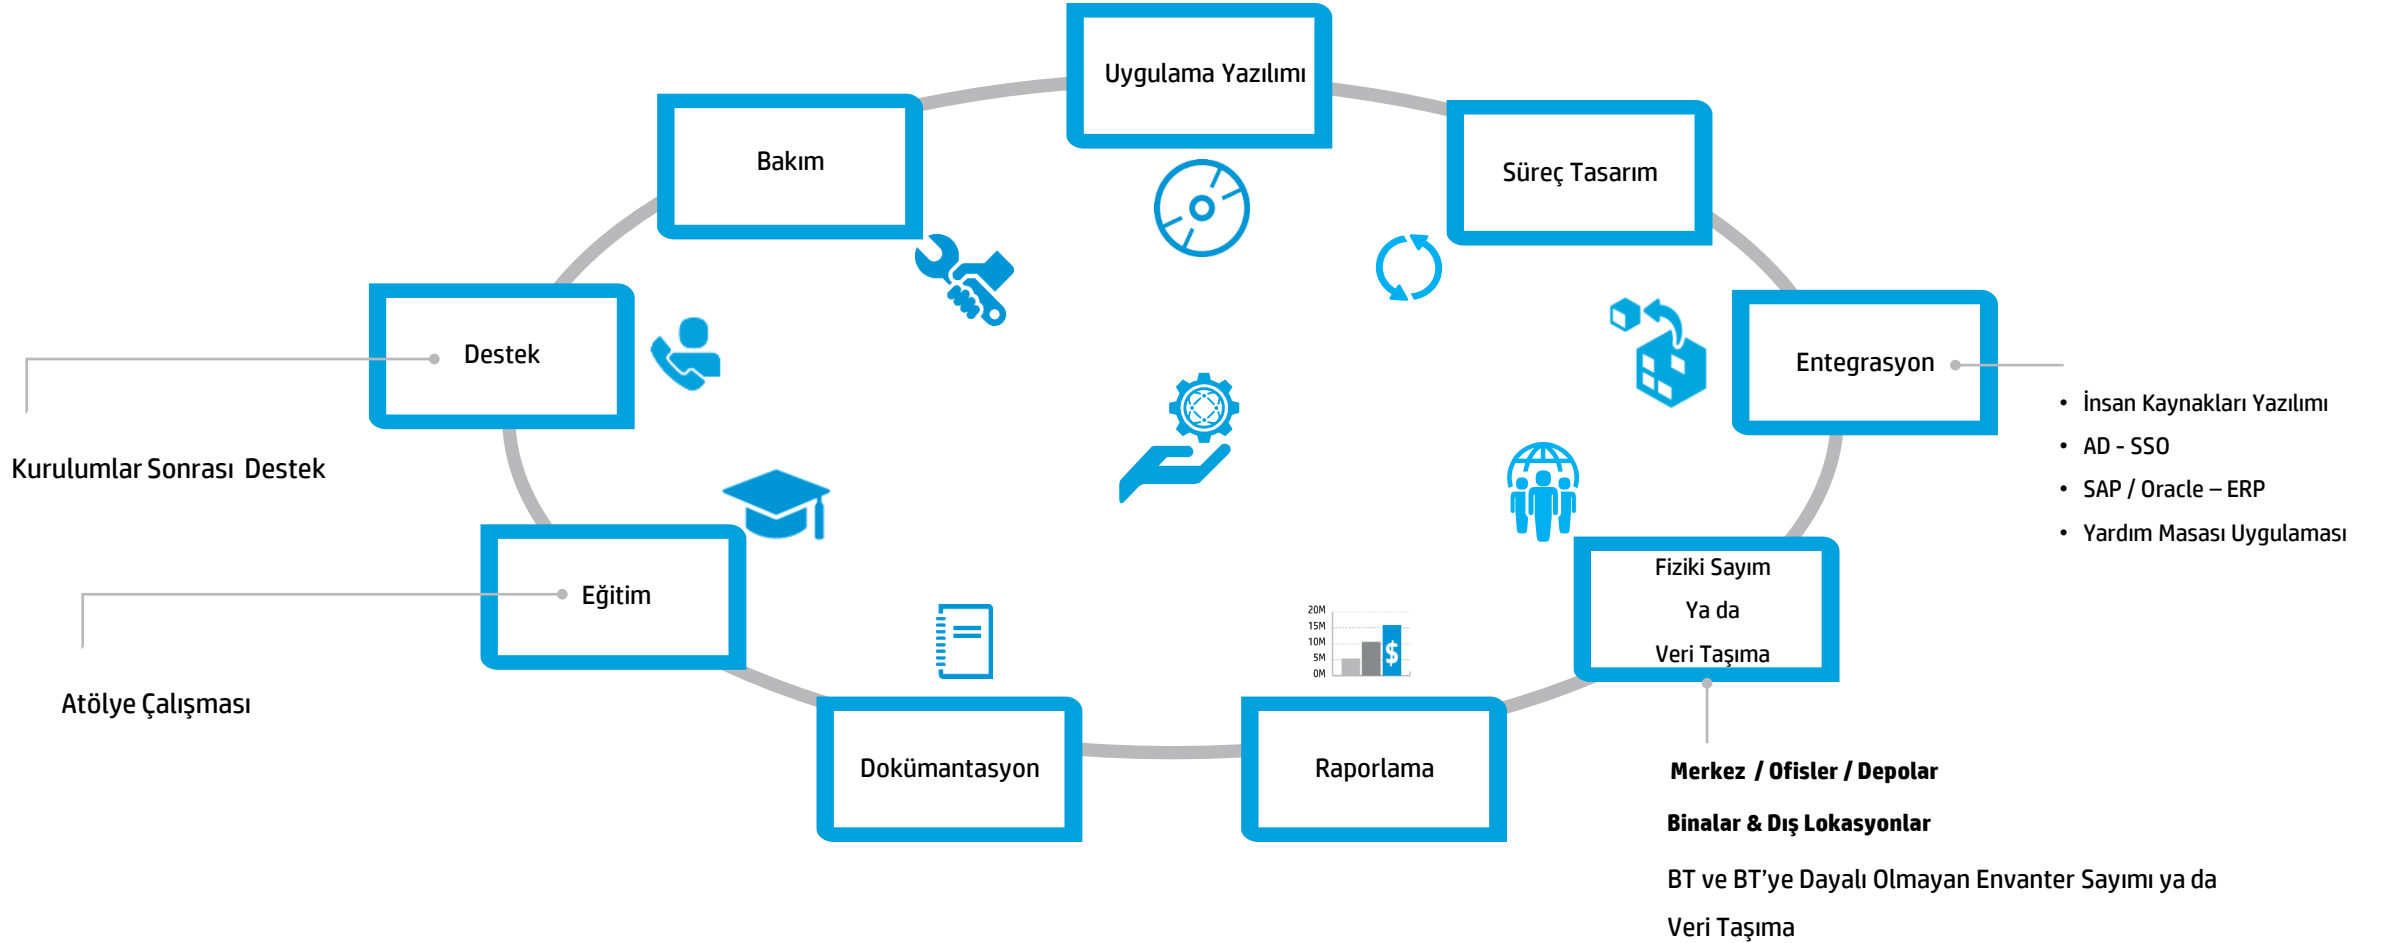 Uygulama Yazılımı
Bakım
Süreç Tasarım
Destek
Entegrasyon
Kurulumlar Sonrası Destek
• İnsan Kaynakları Yazılımı
• AD - SSO
• SAP / Oracle – ERP
• Yardım Masası Uygulaması
Eğitim
Atölye Çalışması
Fiziki Sayım
Ya da
Veri Taşıma
20M
15M
10M
5M
0M
$
Dokümantasyon
Raporlama
Merkez / Ofisler / Depolar
Binalar & Dış Lokasyonlar
BT ve BT’ye Dayalı Olmayan Envanter Sayımı ya da
Veri Taşıma